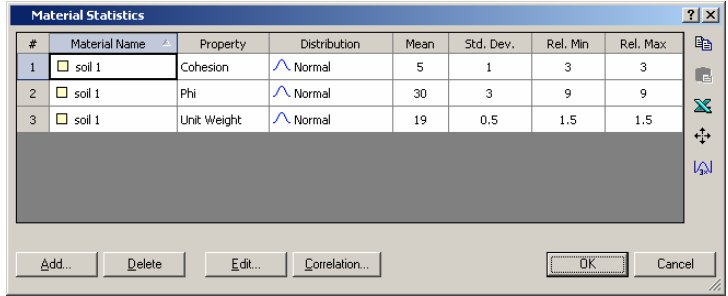 Material Statistics
# Material Name Property Distribution Mean Std. Dev. Rel. Min Rel. Max
1 soil 1 Cohesion Normal 5 1 3 3
2 soil 1 Phi Normal 30 3 9 9
3 soil 1 Unit Weight Normal 19 0.5 1.5 1.5
Add... Delete Edit... Correlation... OK Cancel